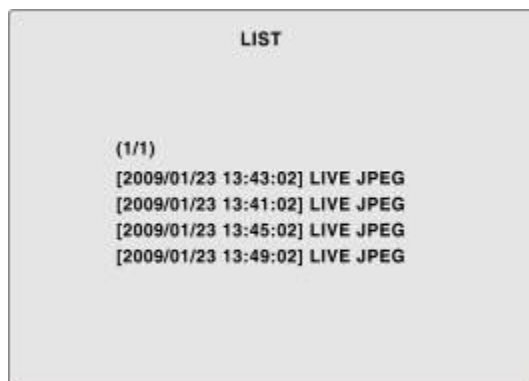 LIST
(1/1)
[2009/01/23 13:43:02] LIVE JPEG
[2009/01/23 13:41:02] LIVE JPEG
[2009/01/23 13:45:02] LIVE JPEG
[2009/01/23 13:49:02] LIVE JPEG